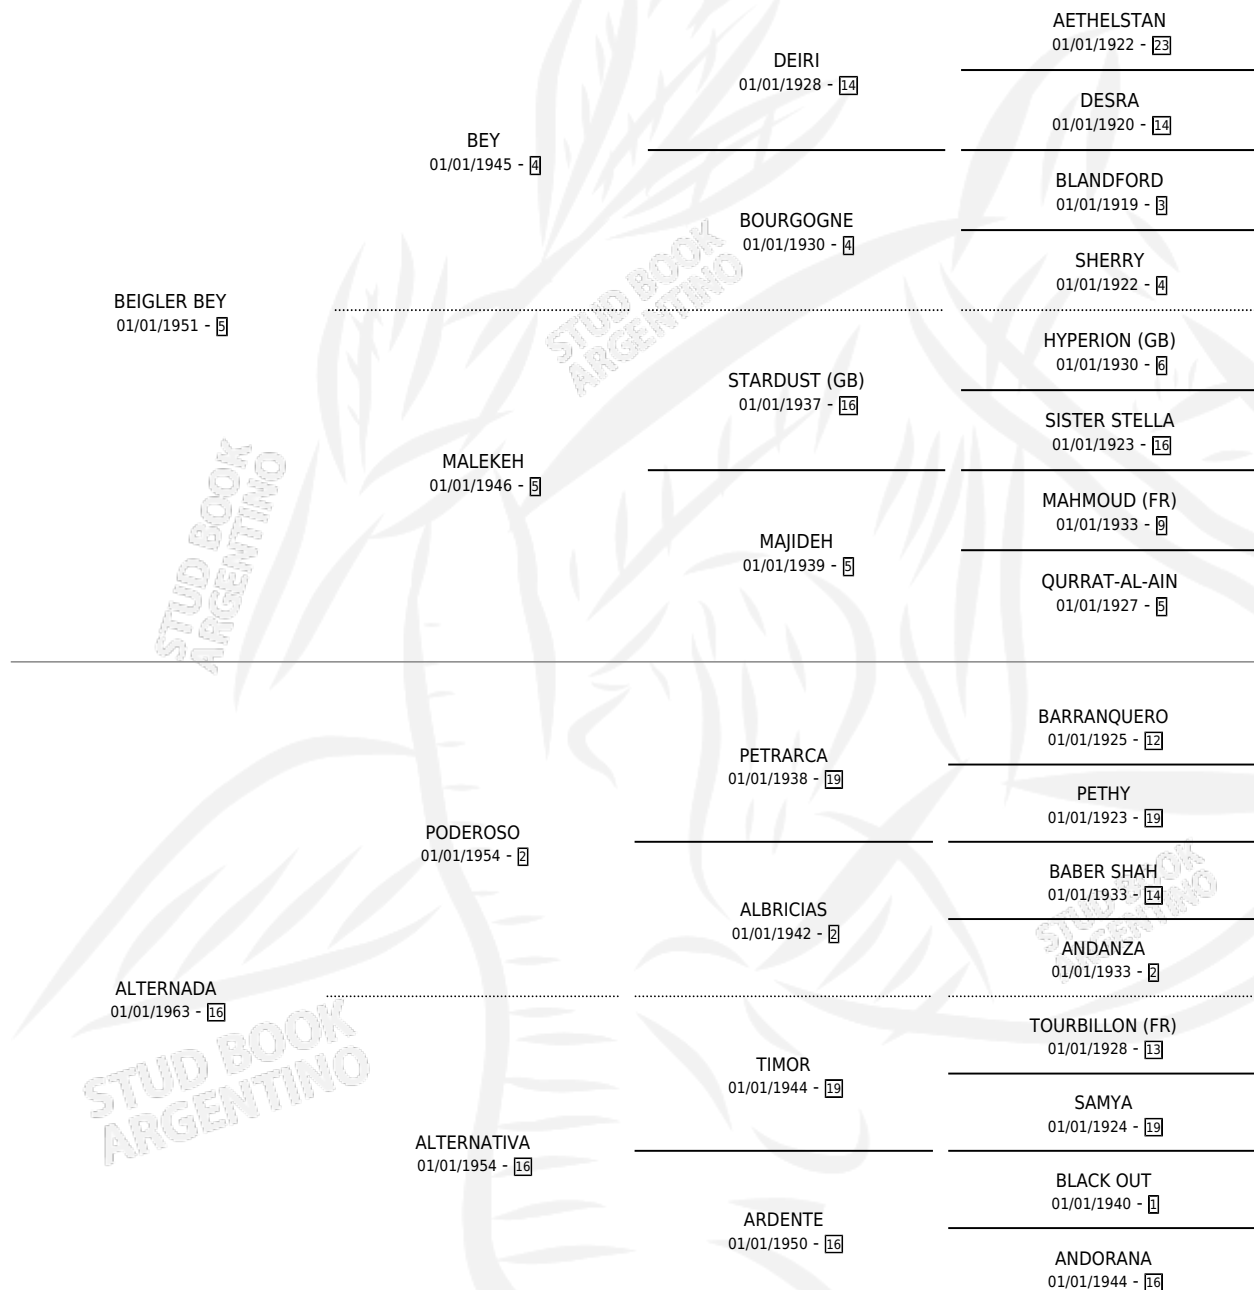 AETHELSTAN
01/01/1922 - 23
DEIRI
01/01/1928 - 14
DESRA
01/01/1920 - 14
BEY
01/01/1945 - 4
BLANDFORD
01/01/1919 - 3
BOURGOGNE
01/01/1930 - 4
SHERRY
01/01/1922 - 4
BEIGLER BEY
01/01/1951 - 5
STUD BOOK
ARGENTINO
HYPERION (GB)
01/01/1930 - 6
STARDUST (GB)
01/01/1937 - 16
SISTER STELLA
01/01/1923 - 16
MALEKEH
01/01/1946 - 5
MAHMOUD (FR)
01/01/1933 - 9
MAJIDEH
01/01/1939 - 5
QURRAT-AL-AIN
01/01/1927 - 5
STUD BOOK
ARGENTINO
BARRANQUERO
01/01/1925 - 12
PETRARCA
01/01/1938 - 19
PETHY
01/01/1923 - 19
PODEROSO
01/01/1954 - 2
BABER SHAH
01/01/1933 - 14
ALBRICIAS
01/01/1942 - 2
ANDANZA
01/01/1933 - 2
STUD BOOK
ARGENTINO
ALTERNADA
01/01/1963 - 16
TOURBILLON (FR)
01/01/1928 - 13
TIMOR
01/01/1944 - 19
SAMYA
01/01/1924 - 19
STUD BOOK
ARGENTINO
ALTERNATIVA
01/01/1954 - 16
BLACK OUT
01/01/1940 - 1
ARDENTE
01/01/1950 - 16
ANDORANA
01/01/1944 - 16